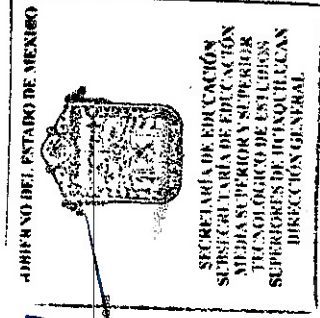 GOBIERNO DEL ESTADO DE MEXICO
SECRETARÍA DE EDUCACIÓN
SUBSECRETARÍA DE EDUCACIÓN
MEDIA SUPERIOR Y SUPERIOR
TECNOLÓGICO DE ESTUDIOS
SUPERIORES DE HUIXQUILUCAN
DIRECCIÓN GENERAL